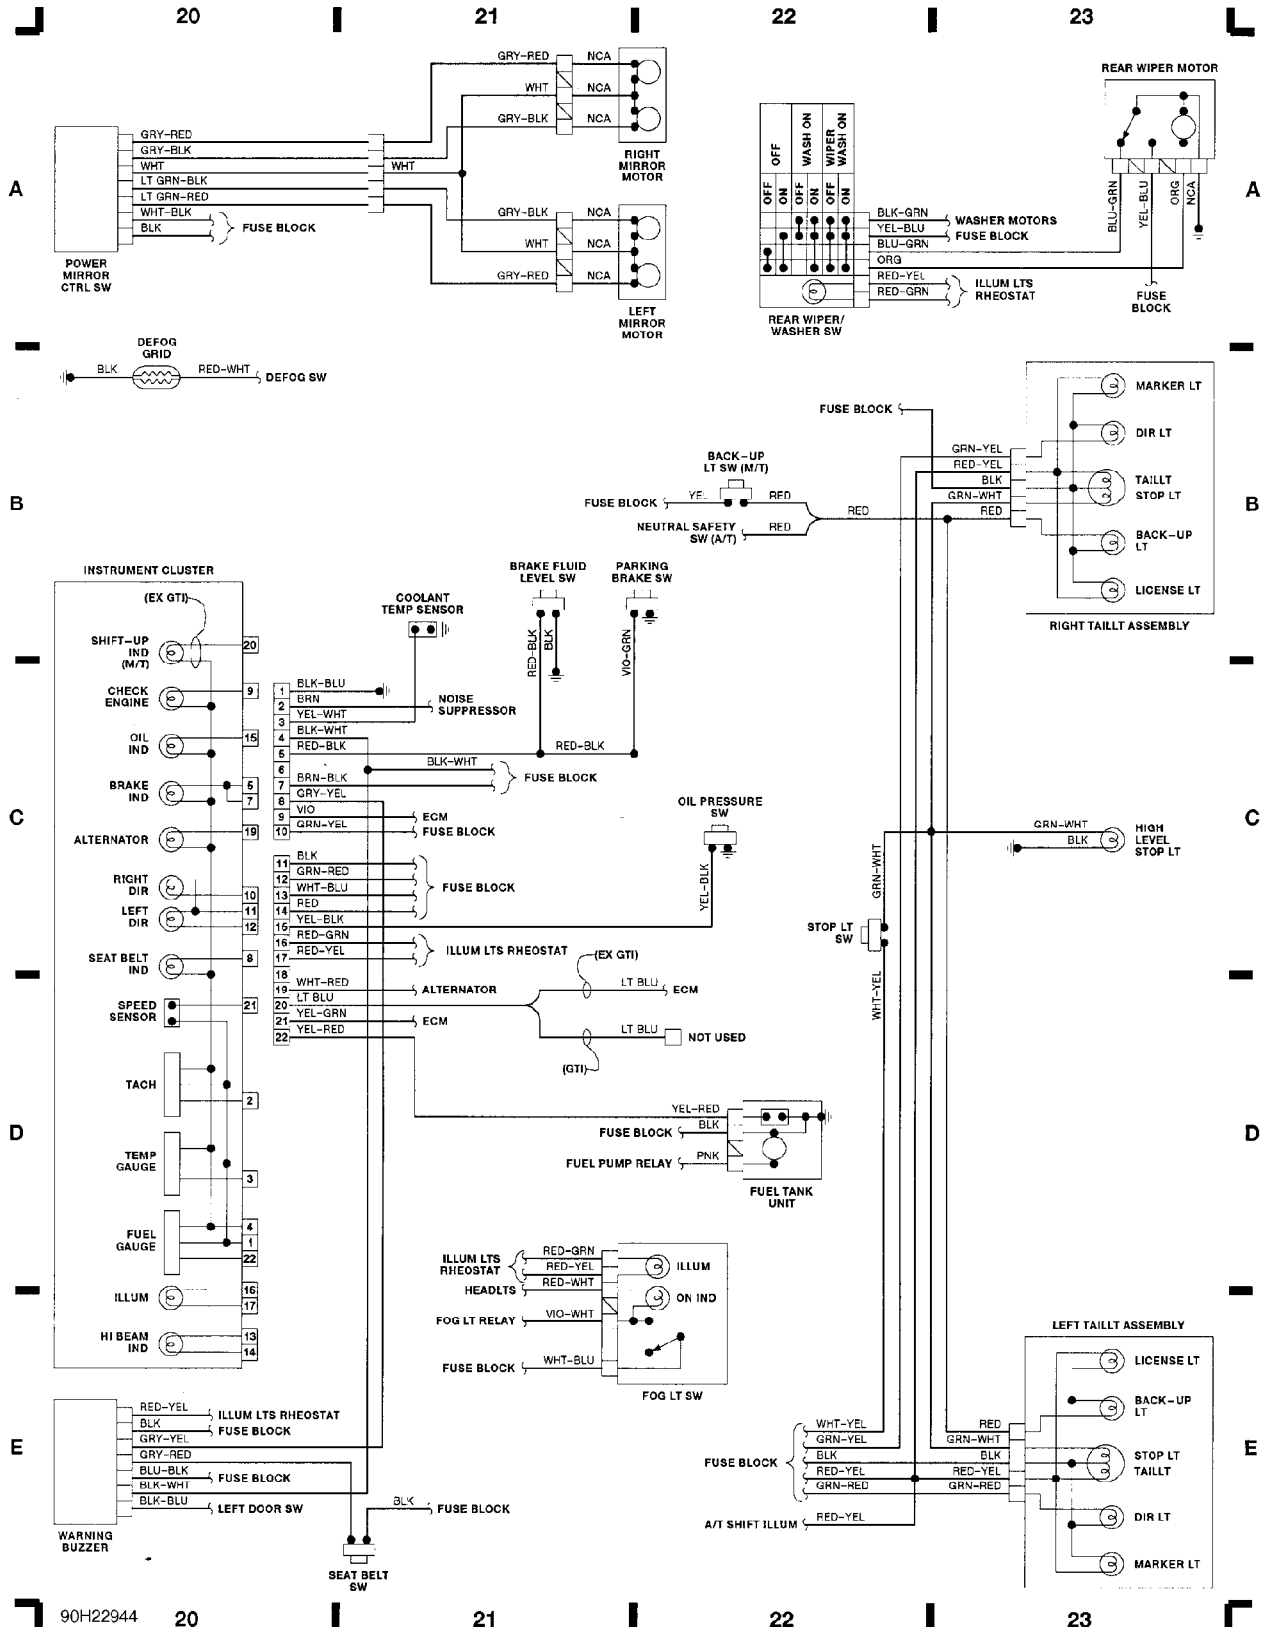 20 21 22 23
A
A
GRY-RED
GRY-BLK
WHT
LT GRN-BLK
LT GRN-RED
WHT-BLK
BLK
FUSE BLOCK
POWER
MIRROR
CTRL SW
WHT
GRY-RED
WHT
GRY-BLK
NCA
NCA
NCA
RIGHT
MIRROR
MOTOR
GRY-BLK
WHT
GRY-RED
NCA
NCA
NCA
LEFT
MIRROR
MOTOR
OFF
WASH ON
WIPER
WASH ON
OFF
ON
OFF
ON
OFF
ON
BLK-GRN
YEL-BLU
BLU-GRN
ORG
RED-YEL
RED-GRN
WASHER MOTORS
FUSE BLOCK
ILLUM LTS
RHEOSTAT
REAR WIPER/
WASHER SW
REAR WIPER MOTOR
BLU-GRN
YEL-BLU
ORG
NCA
FUSE
BLOCK
DEFOG
GRID
BLK
RED-WHT
DEFOG SW
B
B
FUSE BLOCK
BACK-UP
LT SW (M/T)
FUSE BLOCK
YEL
RED
NEUTRAL SAFETY
SW (A/T)
RED
RED
GRN-YEL
RED-YEL
BLK
GRN-WHT
RED
MARKER LT
DIR LT
TAILLT
STOP LT
BACK-UP
LT
LICENSE LT
RIGHT TAILLT ASSEMBLY
INSTRUMENT CLUSTER
(EX GTI)
SHIFT-UP
IND
(M/T)
20
CHECK
ENGINE
9
OIL
IND
15
BRAKE
IND
5
7
ALTERNATOR
19
RIGHT
DIR
10
LEFT
DIR
11
12
SEAT BELT
IND
8
SPEED
SENSOR
21
TACH
2
TEMP
GAUGE
3
FUEL
GAUGE
4
1
22
ILLUM
16
17
HI BEAM
IND
13
14
C
C
COOLANT
TEMP SENSOR
BRAKE FLUID
LEVEL SW
PARKING
BRAKE SW
RED-BLK
BLK
VIO-GRN
1 BLK-BLU
2 BRN
3 YEL-WHT
4 BLK-WHT
5 RED-BLK
6
7 BRN-BLK
8 GRY-YEL
9 VIO
10 GRN-YEL
NOISE
SUPPRESSOR
RED-BLK
BLK-WHT
FUSE BLOCK
ECM
FUSE BLOCK
11 BLK
12 GRN-RED
13 WHT-BLU
14 RED
15 YEL-BLK
16 RED-GRN
17 RED-YEL
18
19 WHT-RED
20 LT BLU
21 YEL-GRN
22 YEL-RED
FUSE BLOCK
ILLUM LTS RHEOSTAT
ALTERNATOR
ECM
(EX GTI)
LT BLU
ECM
LT BLU
NOT USED
(GTI)
OIL PRESSURE
SW
YEL-BLK
GRN-WHT
STOP LT
SW
WHT-YEL
GRN-WHT
BLK
HIGH
LEVEL
STOP LT
D
D
YEL-RED
FUSE BLOCK
BLK
FUEL PUMP RELAY
PNK
FUEL TANK
UNIT
ILLUM LTS
RHEOSTAT
RED-GRN
RED-YEL
HEADLTS
RED-WHT
FOG LT RELAY
VIO-WHT
FUSE BLOCK
WHT-BLU
ILLUM
ON IND
FOG LT SW
E
E
RED-YEL
BLK
GRY-YEL
GRY-RED
BLU-BLK
BLK-WHT
BLK-BLU
ILLUM LTS RHEOSTAT
FUSE BLOCK
FUSE BLOCK
LEFT DOOR SW
WARNING
BUZZER
BLK
FUSE BLOCK
SEAT BELT
SW
FUSE BLOCK
WHT-YEL
GRN-YEL
BLK
RED-YEL
GRN-RED
A/T SHIFT ILLUM
RED-YEL
RED
GRN-WHT
BLK
RED-YEL
GRN-RED
LEFT TAILLT ASSEMBLY
LICENSE LT
BACK-UP
LT
STOP LT
TAILLT
DIR LT
MARKER LT
90H22944
20 21 22 23